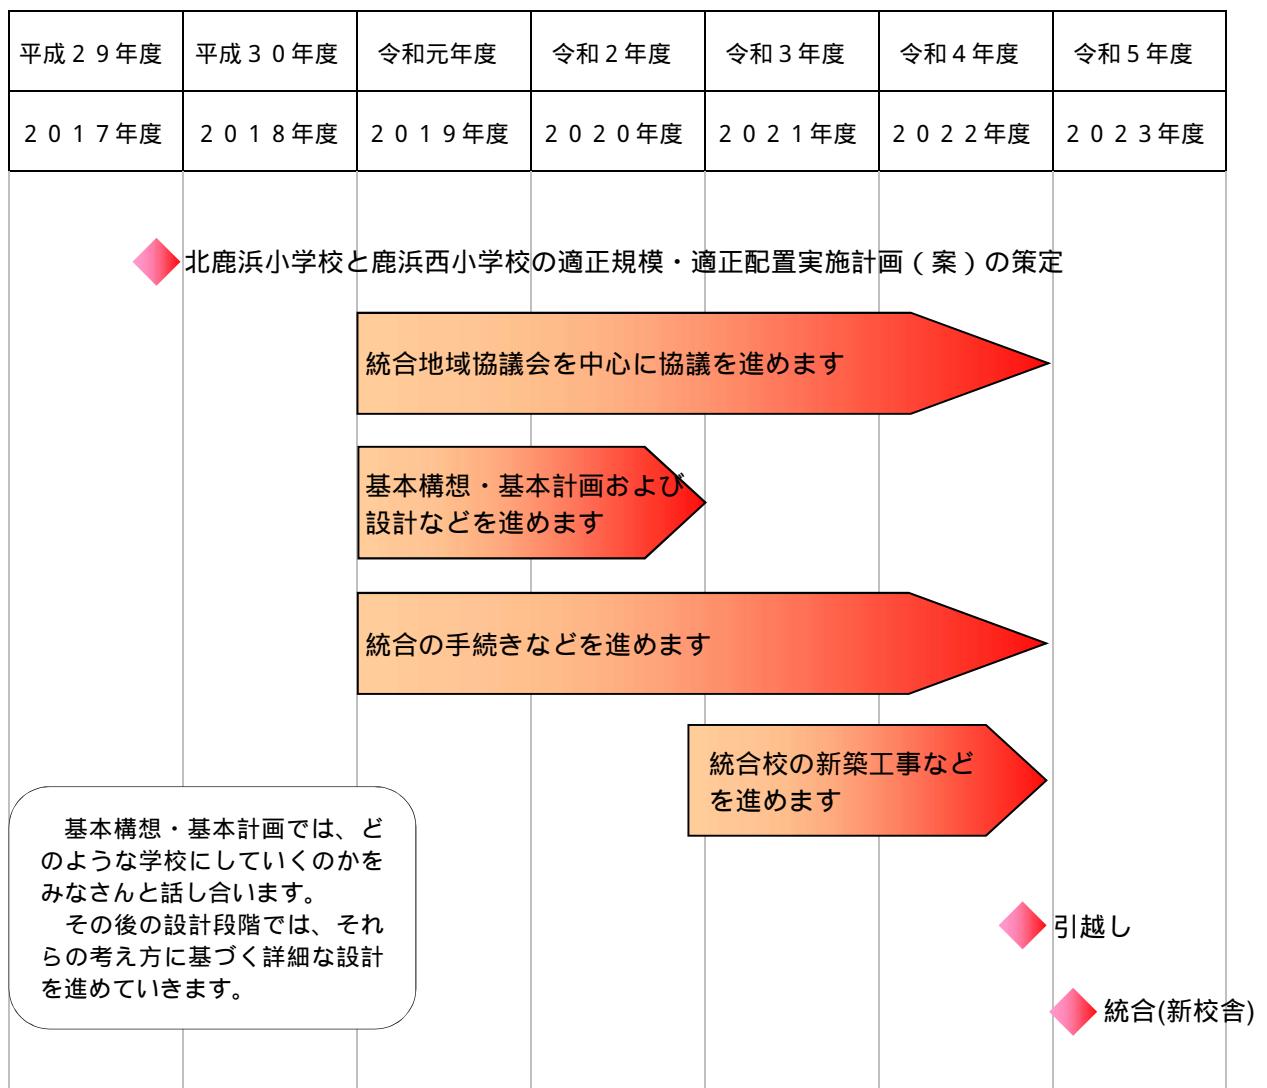 平成２９年度 平成３０年度 令和元年度 令和２年度 令和３年度 令和４年度 令和５年度
２０１７年度 ２０１８年度 ２０１９年度 ２０２０年度 ２０２１年度 ２０２２年度 ２０２３年度
北鹿浜小学校と鹿浜西小学校の適正規模・適正配置実施計画（案）の策定
統合地域協議会を中心に協議を進めます
基本構想・基本計画および
設計などを進めます
統合の手続きなどを進めます
統合校の新築工事など
を進めます
　基本構想・基本計画では、ど
のような学校にしていくのかを
みなさんと話し合います。
　その後の設計段階では、それ
らの考え方に基づく詳細な設計
を進めていきます。
引越し
統合(新校舎)